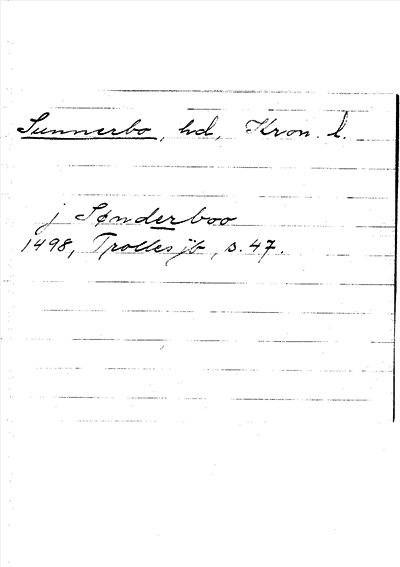 Sunnerbo, hd, Kron. l.
j Sønderboo
1498, Trolles jb, s. 47.